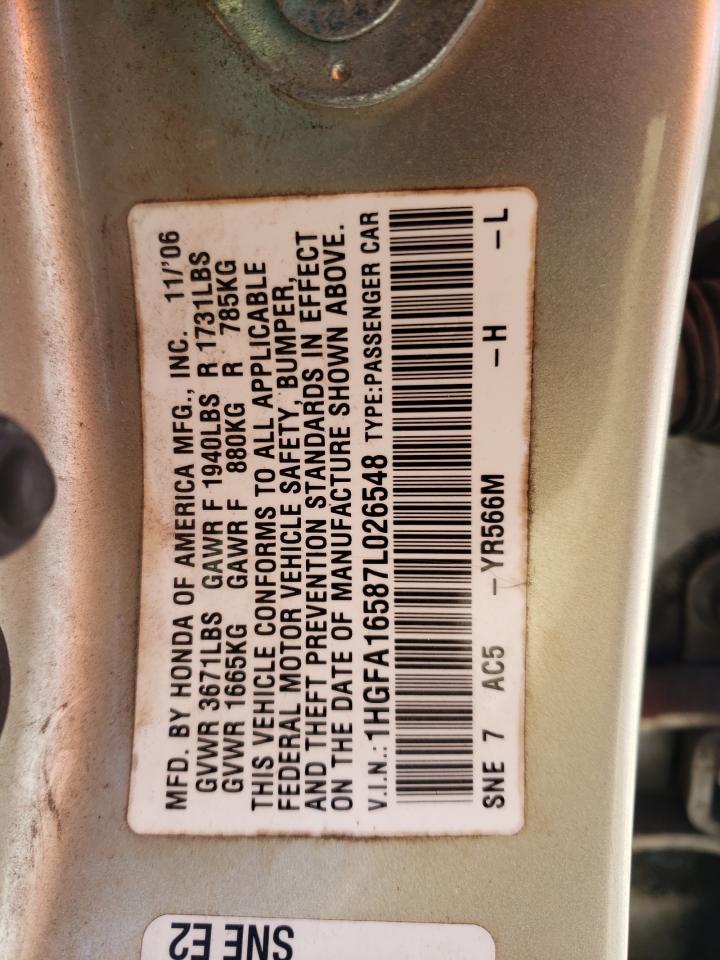 MFD. BY HONDA OF AMERICA MFG., INC. 11/'06
GVWR 3671LBS GAWR F 1940LBS R 1731LBS
GVWR 1665KG GAWR F 880KG R 785KG
THIS VEHICLE CONFORMS TO ALL APPLICABLE
FEDERAL MOTOR VEHICLE SAFETY, BUMPER,
AND THEFT PREVENTION STANDARDS IN EFFECT
ON THE DATE OF MANUFACTURE SHOWN ABOVE.
V.I.N.: 1HGFA16587L026548 TYPE:PASSENGER CAR
SNE 7 AC5 -YR566M -H -L
SNE E2